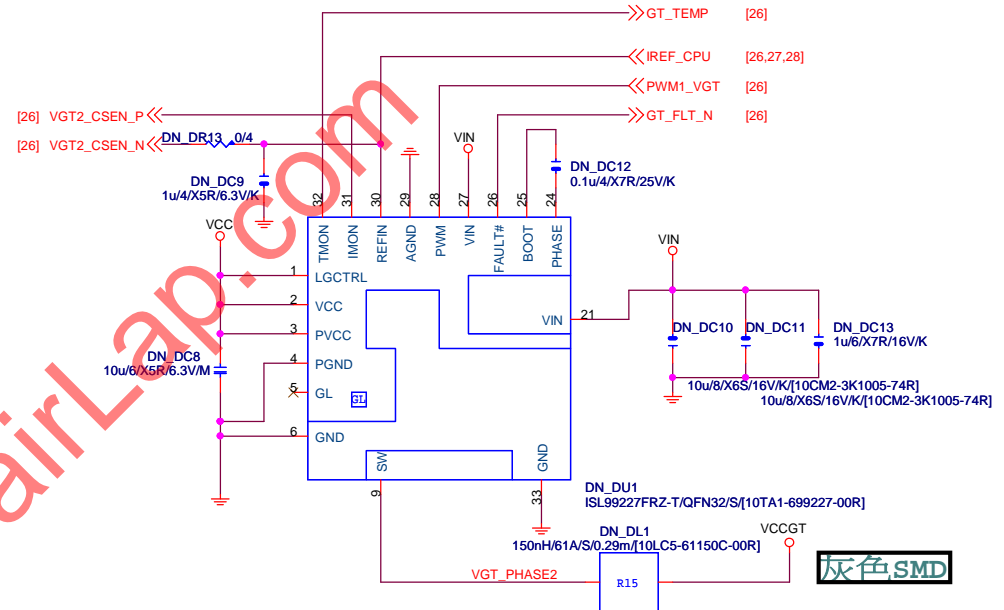 GT_TEMP [26]
IREF_CPU [26,27,28]
PWM1_VGT [26]
[26] VGT2_CSEN_P
GT_FLT_N [26]
[26] VGT2_CSEN_N
DN_DR13 0/4
VIN
DN_DC12
0.1u/4/X7R/25V/K
DN_DC9
1u/4/X5R/6.3V/K
32 31 30 29 28 27 26 25 24
VCC
TMON IMON REFIN AGND PWM VIN FAULT# BOOT PHASE
VIN
1 LGCTRL
2 VCC
3 PVCC
VIN 21
DN_DC10 DN_DC11 DN_DC13
1u/6/X7R/16V/K
DN_DC8
10u/6/X5R/6.3V/M
4 PGND
5 GL
GL
10u/8/X6S/16V/K/[10CM2-3K1005-74R]
10u/8/X6S/16V/K/[10CM2-3K1005-74R]
6 GND
SW
GND
9
33
DN_DU1
ISL99227FRZ-T/QFN32/S/[10TA1-699227-00R]
DN_DL1
150nH/61A/S/0.29m/[10LC5-61150C-00R]
VCCGT
VGT_PHASE2
R15
灰色SMD
airLap.com